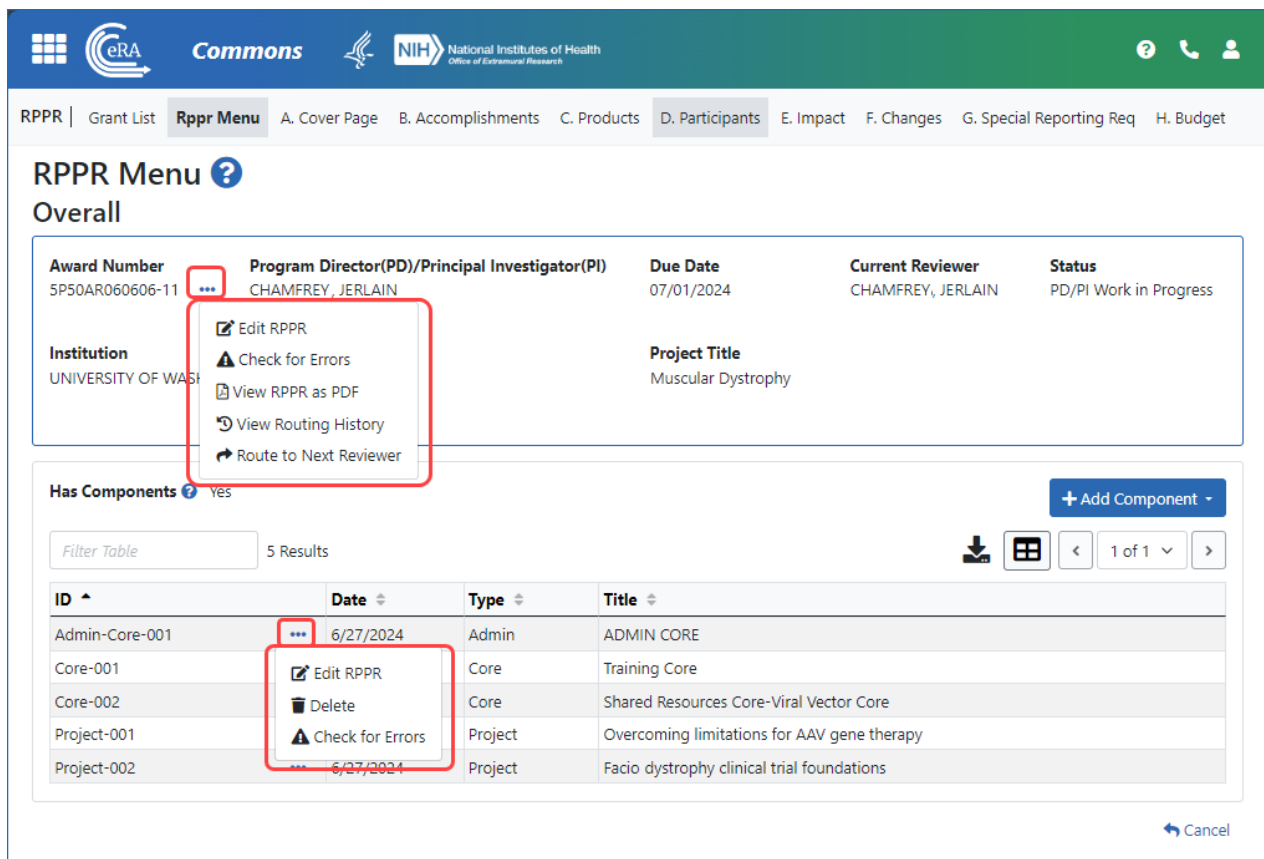 eRA Commons NIH National Institutes of Health
Office of Extramural Research
RPPR | Grant List Rppr Menu A. Cover Page B. Accomplishments C. Products D. Participants E. Impact F. Changes G. Special Reporting Req H. Budget
RPPR Menu ?
Overall
Award Number Program Director(PD)/Principal Investigator(PI) Due Date Current Reviewer Status
5P50AR060606-11 ••• CHAMFREY, JERLAIN 07/01/2024 CHAMFREY, JERLAIN PD/PI Work in Progress
Edit RPPR
Check for Errors
View RPPR as PDF
View Routing History
Route to Next Reviewer
Institution Project Title
UNIVERSITY OF WASH Muscular Dystrophy
Has Components ? Yes
+ Add Component
Filter Table 5 Results 1 of 1
ID Date Type Title
Admin-Core-001 ••• 6/27/2024 Admin ADMIN CORE
Core-001 Core Training Core
Core-002 Core Shared Resources Core-Viral Vector Core
Project-001 Project Overcoming limitations for AAV gene therapy
Project-002 ••• 6/27/2024 Project Facio dystrophy clinical trial foundations
Edit RPPR
Delete
Check for Errors
Cancel